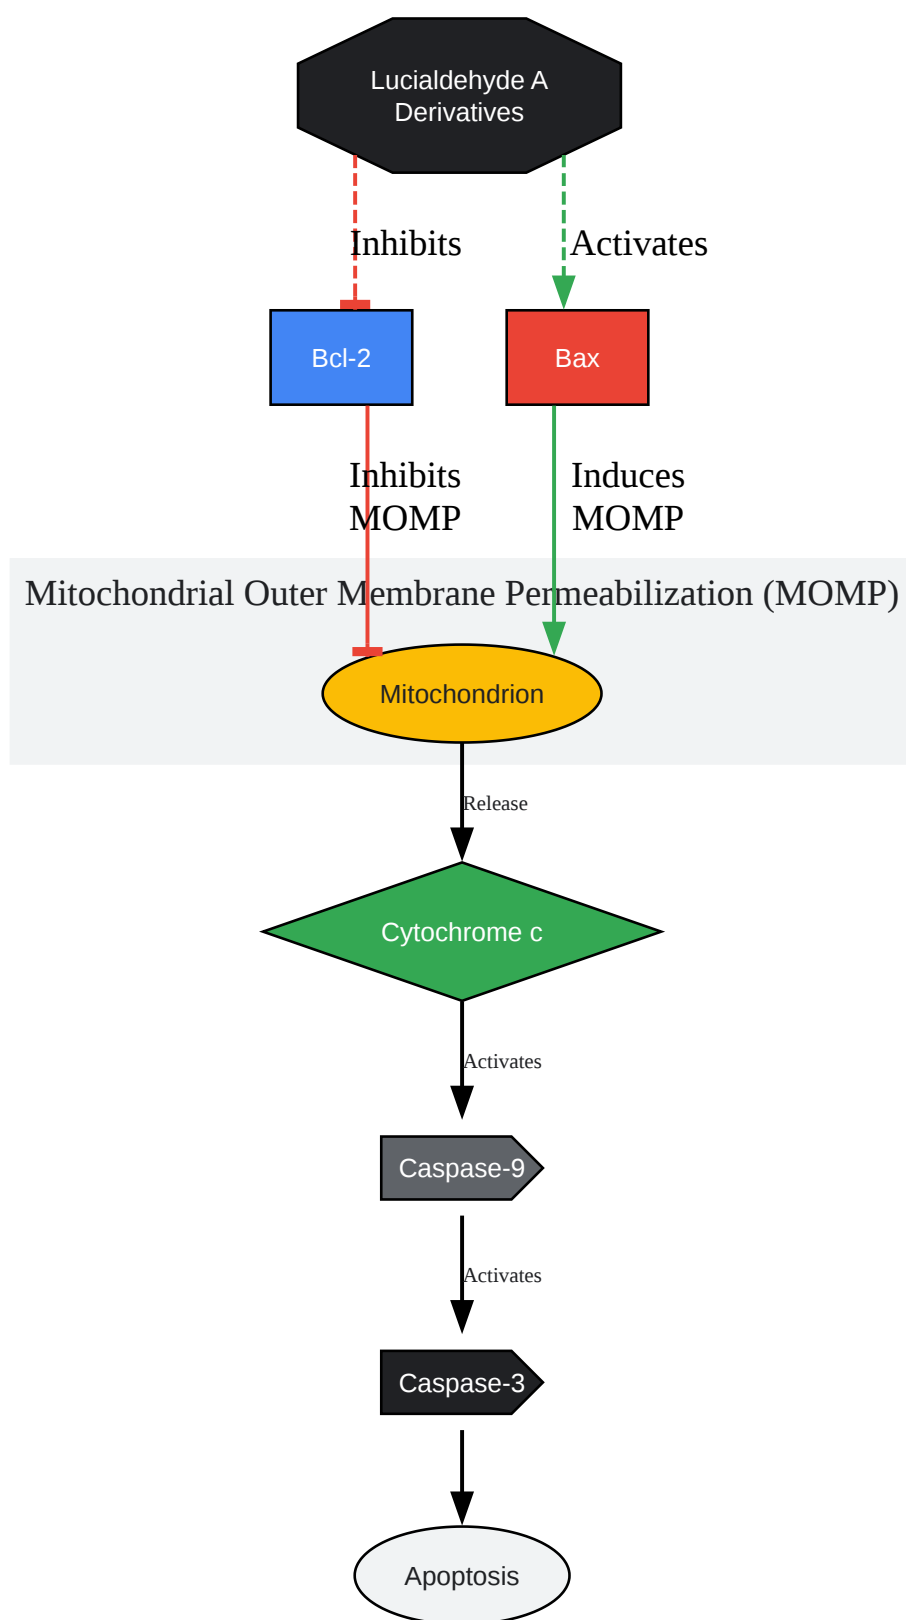 Lucialdehyde A
Derivatives
Inhibits
Activates
Bcl-2
Bax
Inhibits
MOMP
Induces
MOMP
Mitochondrial Outer Membrane Permeabilization (MOMP)
Mitochondrion
Release
Cytochrome c
Activates
Caspase-9
Activates
Caspase-3
Apoptosis